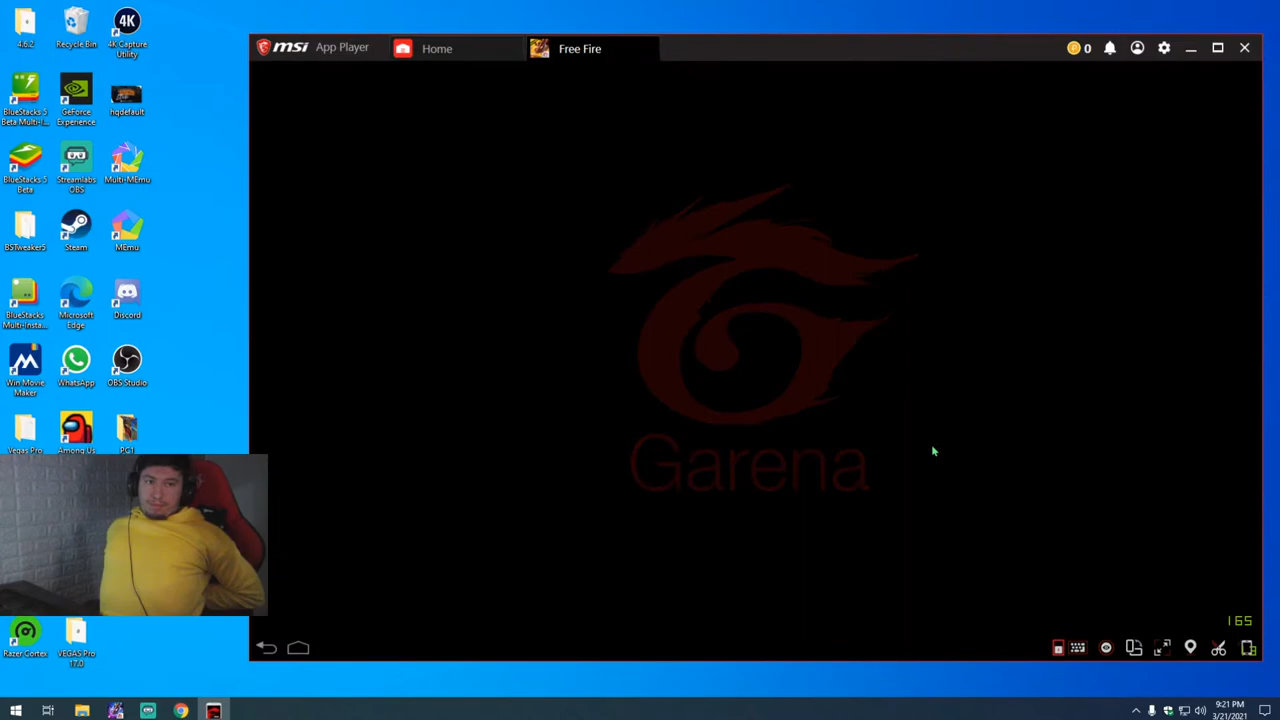 4.6.2
Recycle Bin
4K Capture
Utility
4K
BlueStacks 5
Beta Multi-I...
GeForce
Experience
hqdefault
BlueStacks 5
Beta
Streamlabs
OBS
Multi-MEmu
BSTweaker5
Steam
MEmu
BlueStacks
Multi-Insta...
Microsoft
Edge
Discord
Win Movie
Maker
WhatsApp
OBS Studio
Vegas Pro
Among Us
PC1
Razer Cortex
VEGAS Pro
17.0
msi App Player
Home
Free Fire
0
Garena
165
9:21 PM
3/21/2021